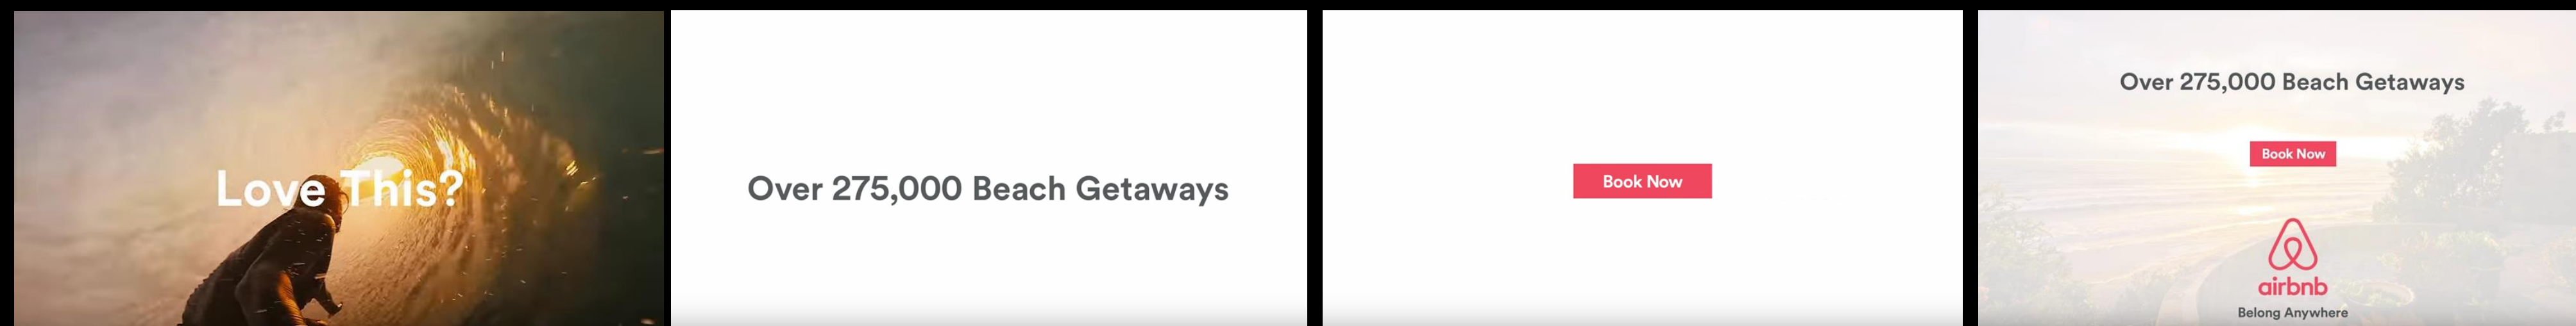 Love This?
Over 275,000 Beach Getaways
Book Now
Over 275,000 Beach Getaways
Book Now
airbnb
Belong Anywhere